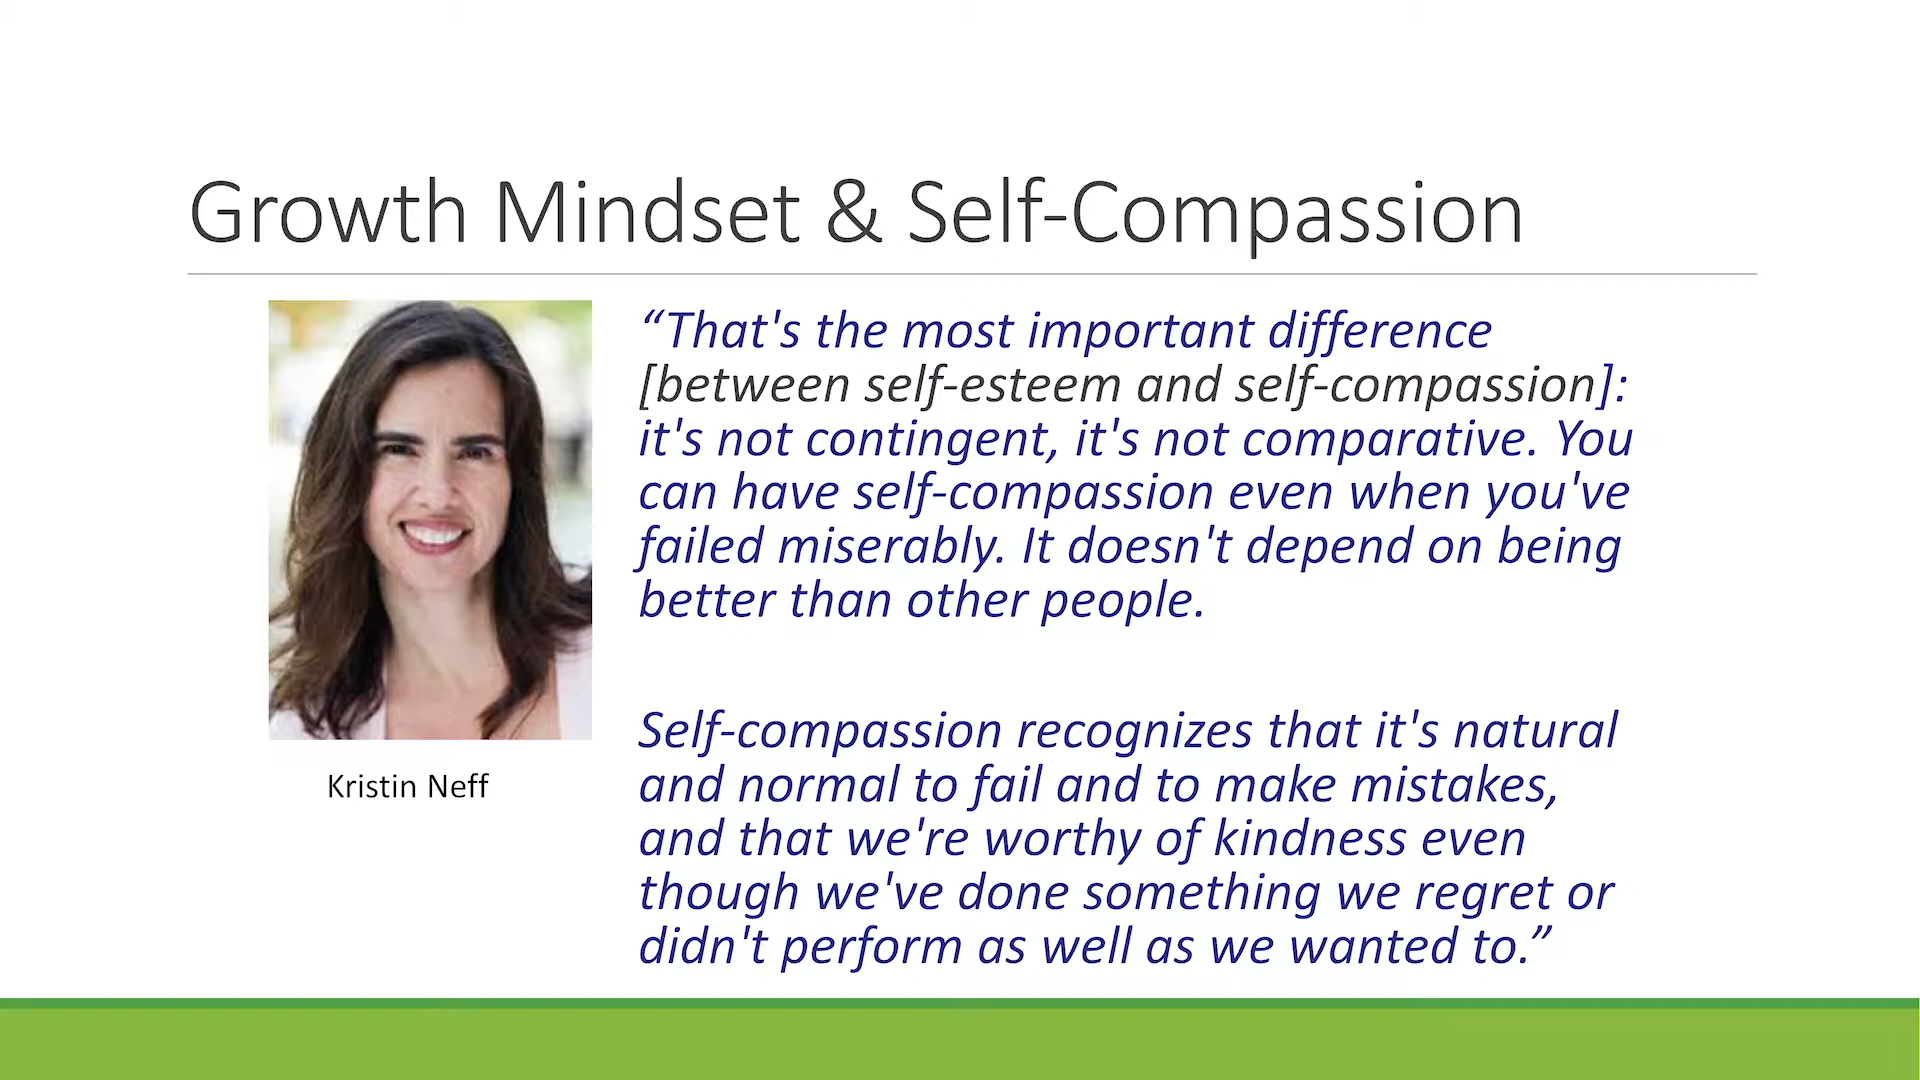 Growth Mindset & Self-Compassion
“That's the most important difference
[between self-esteem and self-compassion]:
it's not contingent, it's not comparative. You
can have self-compassion even when you've
failed miserably. It doesn't depend on being
better than other people.
Self-compassion recognizes that it's natural
and normal to fail and to make mistakes,
and that we're worthy of kindness even
though we've done something we regret or
didn't perform as well as we wanted to.”
Kristin Neff